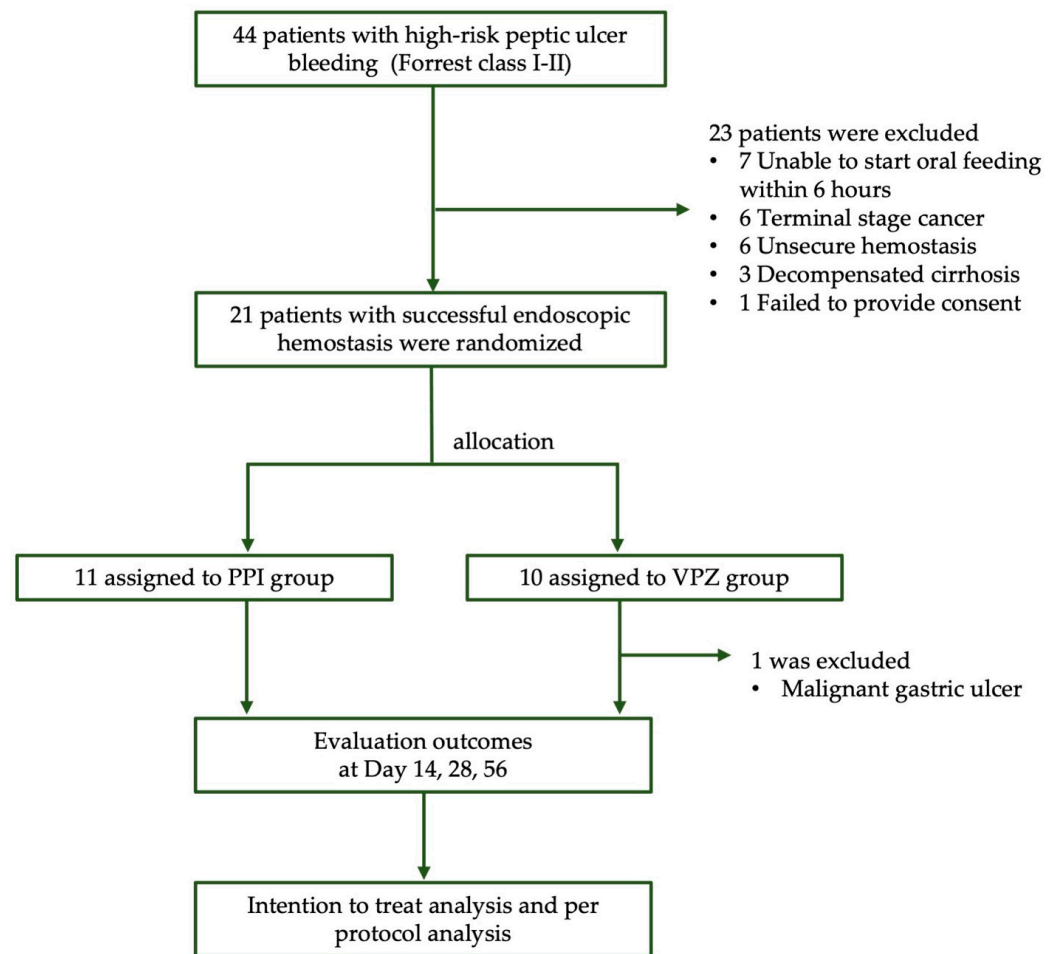 44 patients with high-risk peptic ulcer
bleeding (Forrest class I-II)
23 patients were excluded
• 7 Unable to start oral feeding
within 6 hours
• 6 Terminal stage cancer
• 6 Unsecure hemostasis
• 3 Decompensated cirrhosis
• 1 Failed to provide consent
21 patients with successful endoscopic
hemostasis were randomized
allocation
11 assigned to PPI group
10 assigned to VPZ group
1 was excluded
• Malignant gastric ulcer
Evaluation outcomes
at Day 14, 28, 56
Intention to treat analysis and per
protocol analysis